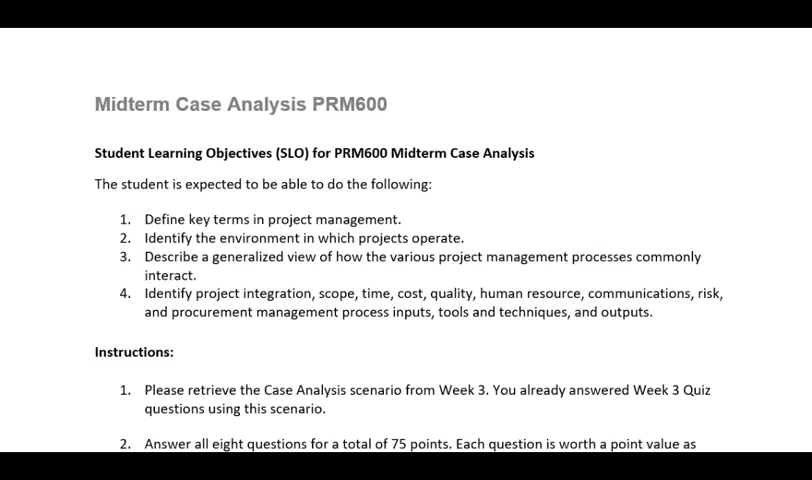 Midterm Case Analysis PRM600
Student Learning Objectives (SLO) for PRM600 Midterm Case Analysis
The student is expected to be able to do the following:
1. Define key terms in project management.
2. Identify the environment in which projects operate.
3. Describe a generalized view of how the various project management processes commonly
interact.
4. Identify project integration, scope, time, cost, quality, human resource, communications, risk,
and procurement management process inputs, tools and techniques, and outputs.
Instructions:
1. Please retrieve the Case Analysis scenario from Week 3. You already answered Week 3 Quiz
questions using this scenario.
2. Answer all eight questions for a total of 75 points. Each question is worth a point value as